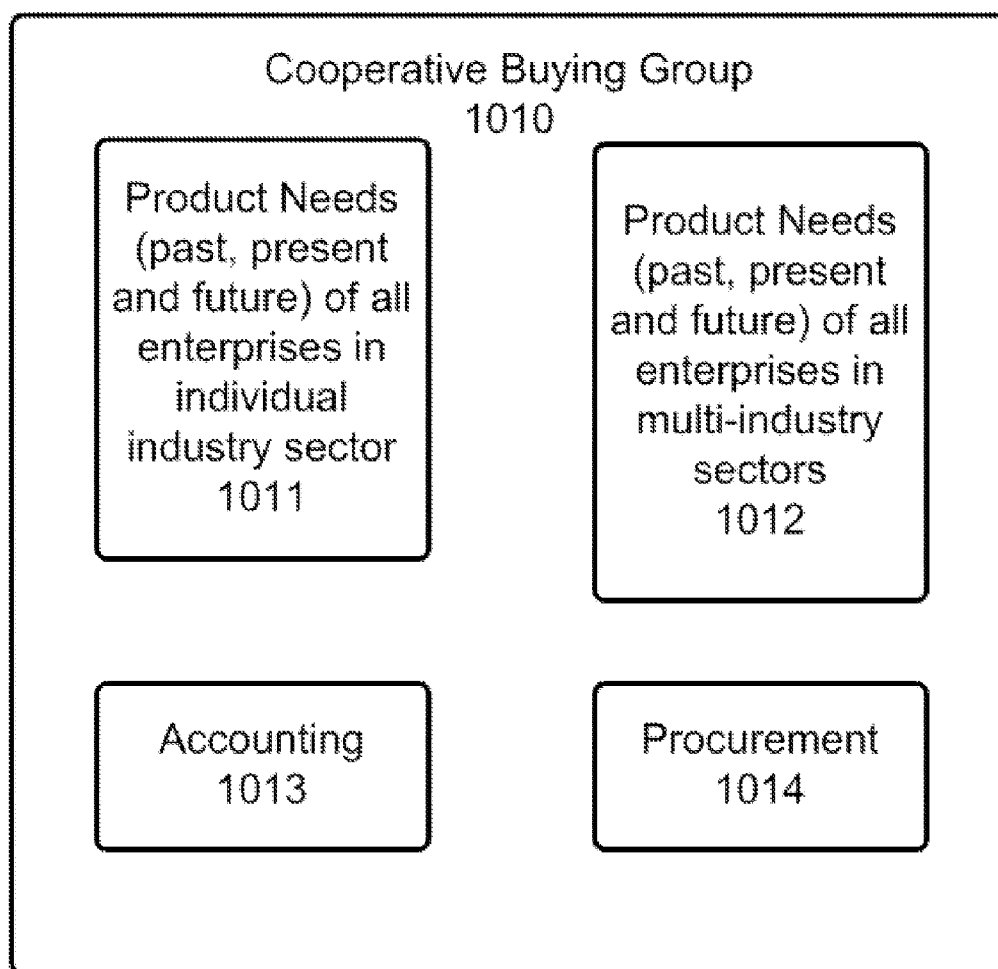 Cooperative Buying Group
1010
Product Needs
(past, present
and future) of all
enterprises in
individual
industry sector
1011
Product Needs
(past, present
and future) of all
enterprises in
multi-industry
sectors
1012
Accounting
1013
Procurement
1014